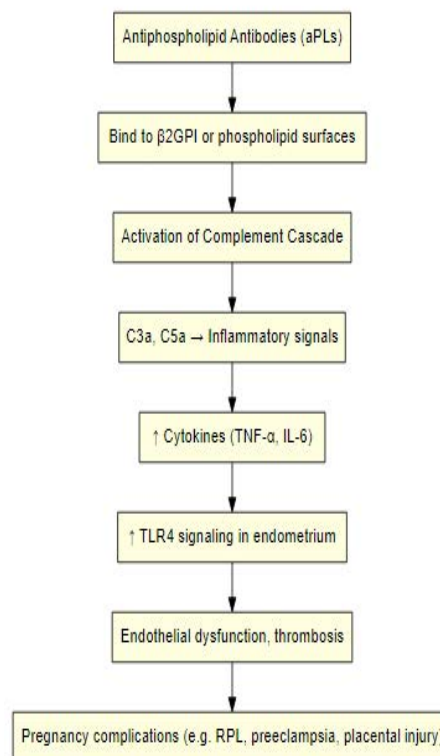 Antiphospholipid Antibodies (aPLs)
Bind to β2GPI or phospholipid surfaces
Activation of Complement Cascade
C3a, C5a → Inflammatory signals
↑ Cytokines (TNF-α, IL-6)
↑ TLR4 signaling in endometrium
Endothelial dysfunction, thrombosis
Pregnancy complications (e.g. RPL, preeclampsia, placental injury)